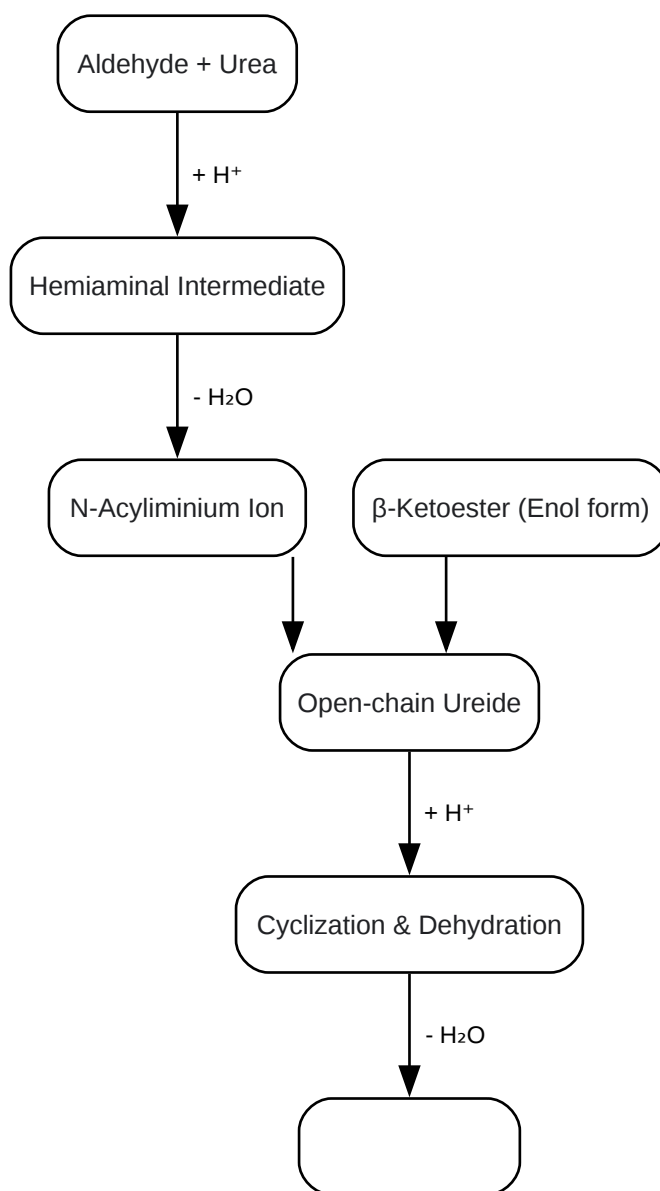 Aldehyde + Urea
+ H⁺
Hemiaminal Intermediate
- H₂O
N-Acyliminium Ion
β-Ketoester (Enol form)
Open-chain Ureide
+ H⁺
Cyclization & Dehydration
- H₂O